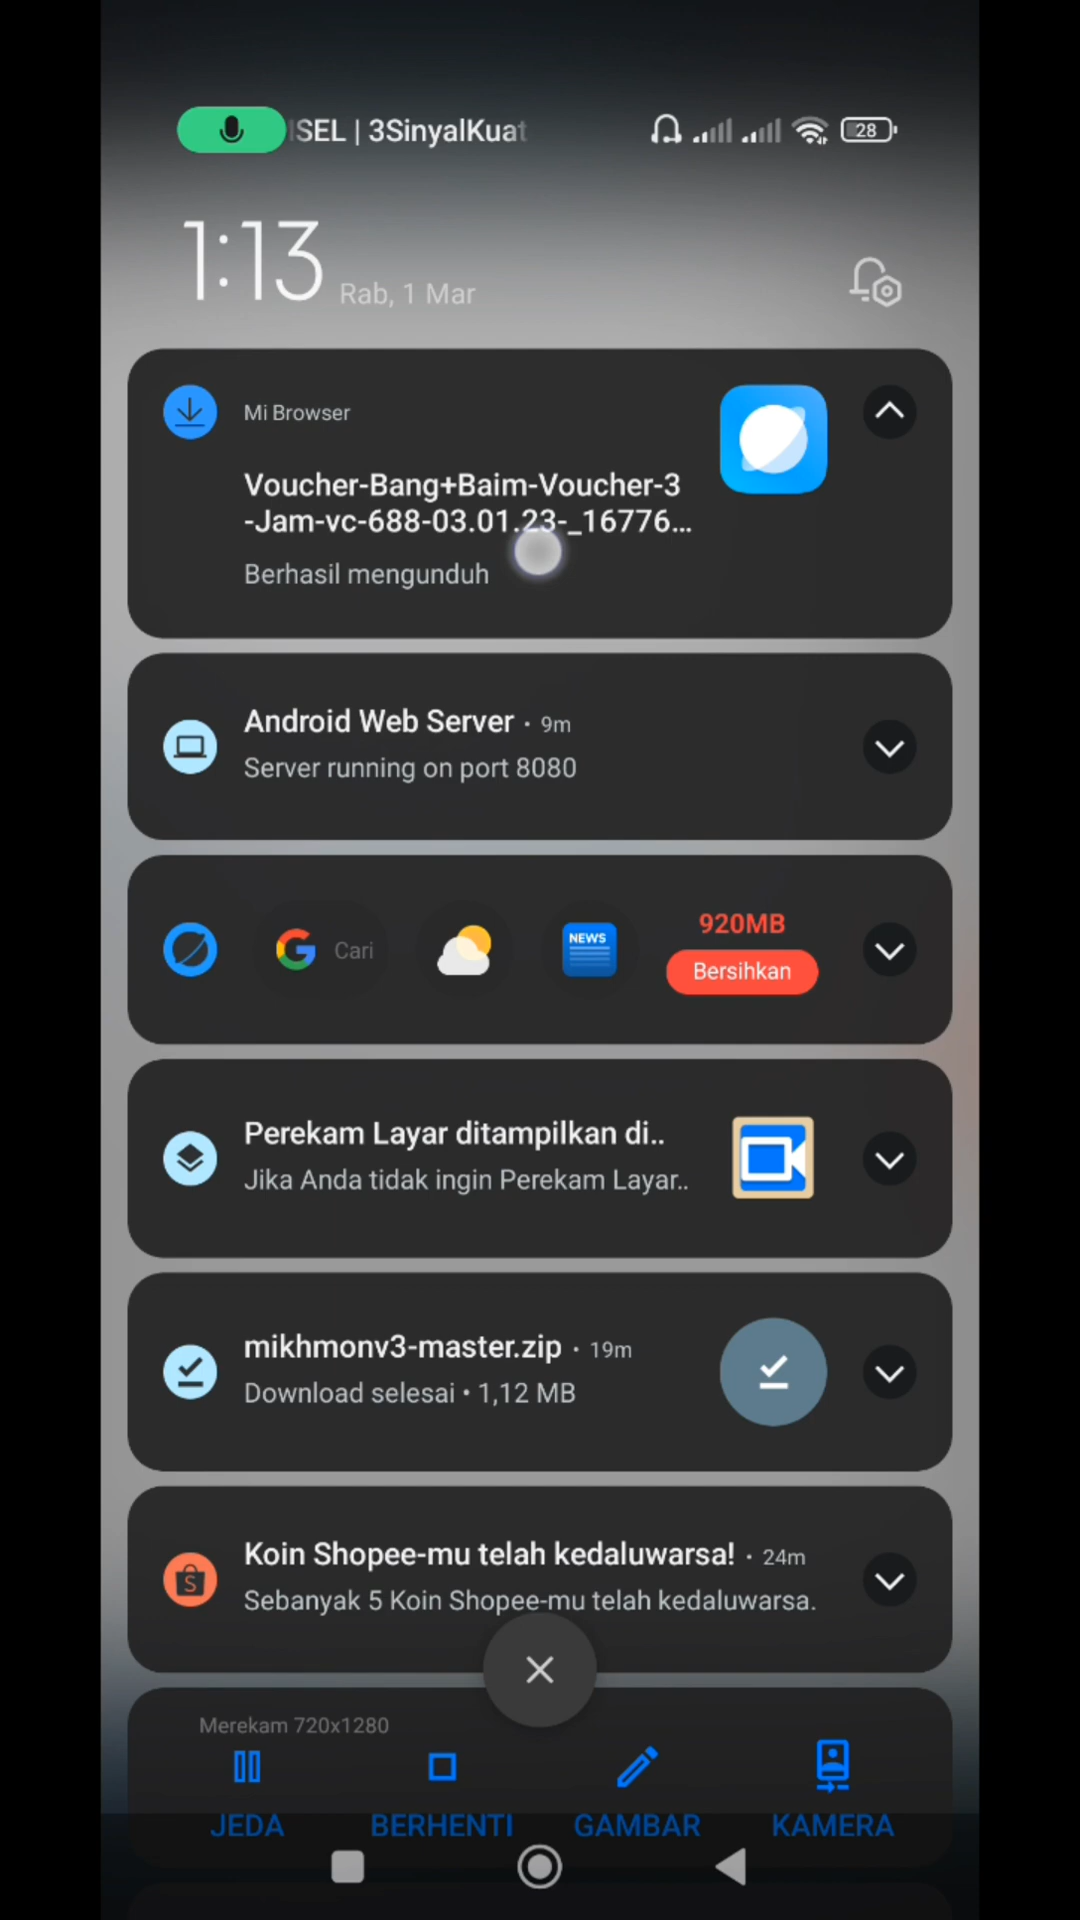 ISEL | 3SinyalKuat
28
1:13
Rab, 1 Mar
Mi Browser
Voucher-Bang+Baim-Voucher-3
-Jam-vc-688-03.01.23-_16776...
Berhasil mengunduh
Android Web Server • 9m
Server running on port 8080
Cari
NEWS
920MB
Bersihkan
Perekam Layar ditampilkan di..
Jika Anda tidak ingin Perekam Layar..
mikhmonv3-master.zip • 19m
Download selesai • 1,12 MB
Koin Shopee-mu telah kedaluwarsa! • 24m
Sebanyak 5 Koin Shopee-mu telah kedaluwarsa.
Merekam 720x1280
JEDA
BERHENTI
GAMBAR
KAMERA